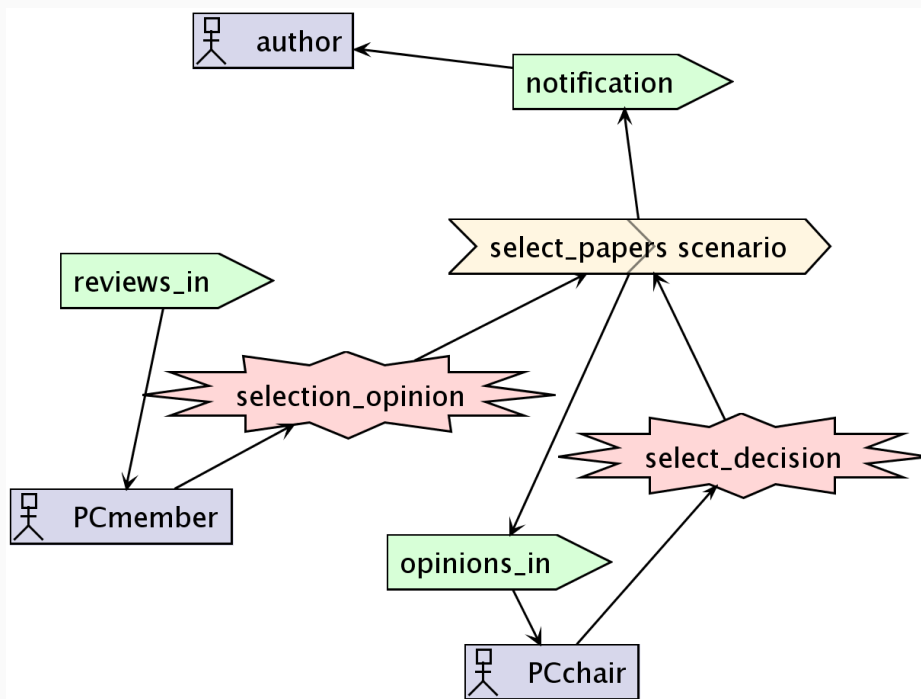 author
notification
select_papers scenario
reviews_in
selection_opinion
select_decision
PCmember
opinions_in
PCchair